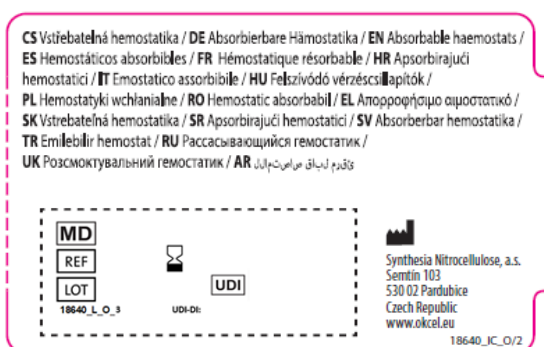 CS Vstřebatelná hemostatika / DE Absorbierbare Hämostatika / EN Absorbable haemostats /
ES Hemostáticos absorbibles / FR Hémostatique résorbable / HR Apsorbirajući
hemostatici / IT Emostatico assorbibile / HU Felszívódó vérzéscsillapítók /
PL Hemostatyki wchłanialne / RO Hemostatic absorbabil / EL Απορροφήσιμο αιμοστατικό /
SK Vstrebateľná hemostatika / SR Apsorbirajući hemostatici / SV Absorberbar hemostatika /
TR Emilebilir hemostat / RU Рассасывающийся гемостатик /
UK Розсмоктувальний гемостатик / AR
MD
REF
LOT
UDI
18640_L_O_3 UDI-DI:
Synthesia Nitrocellulose, a.s.
Semtín 103
530 02 Pardubice
Czech Republic
www.okcel.eu
18640_IC_O/2